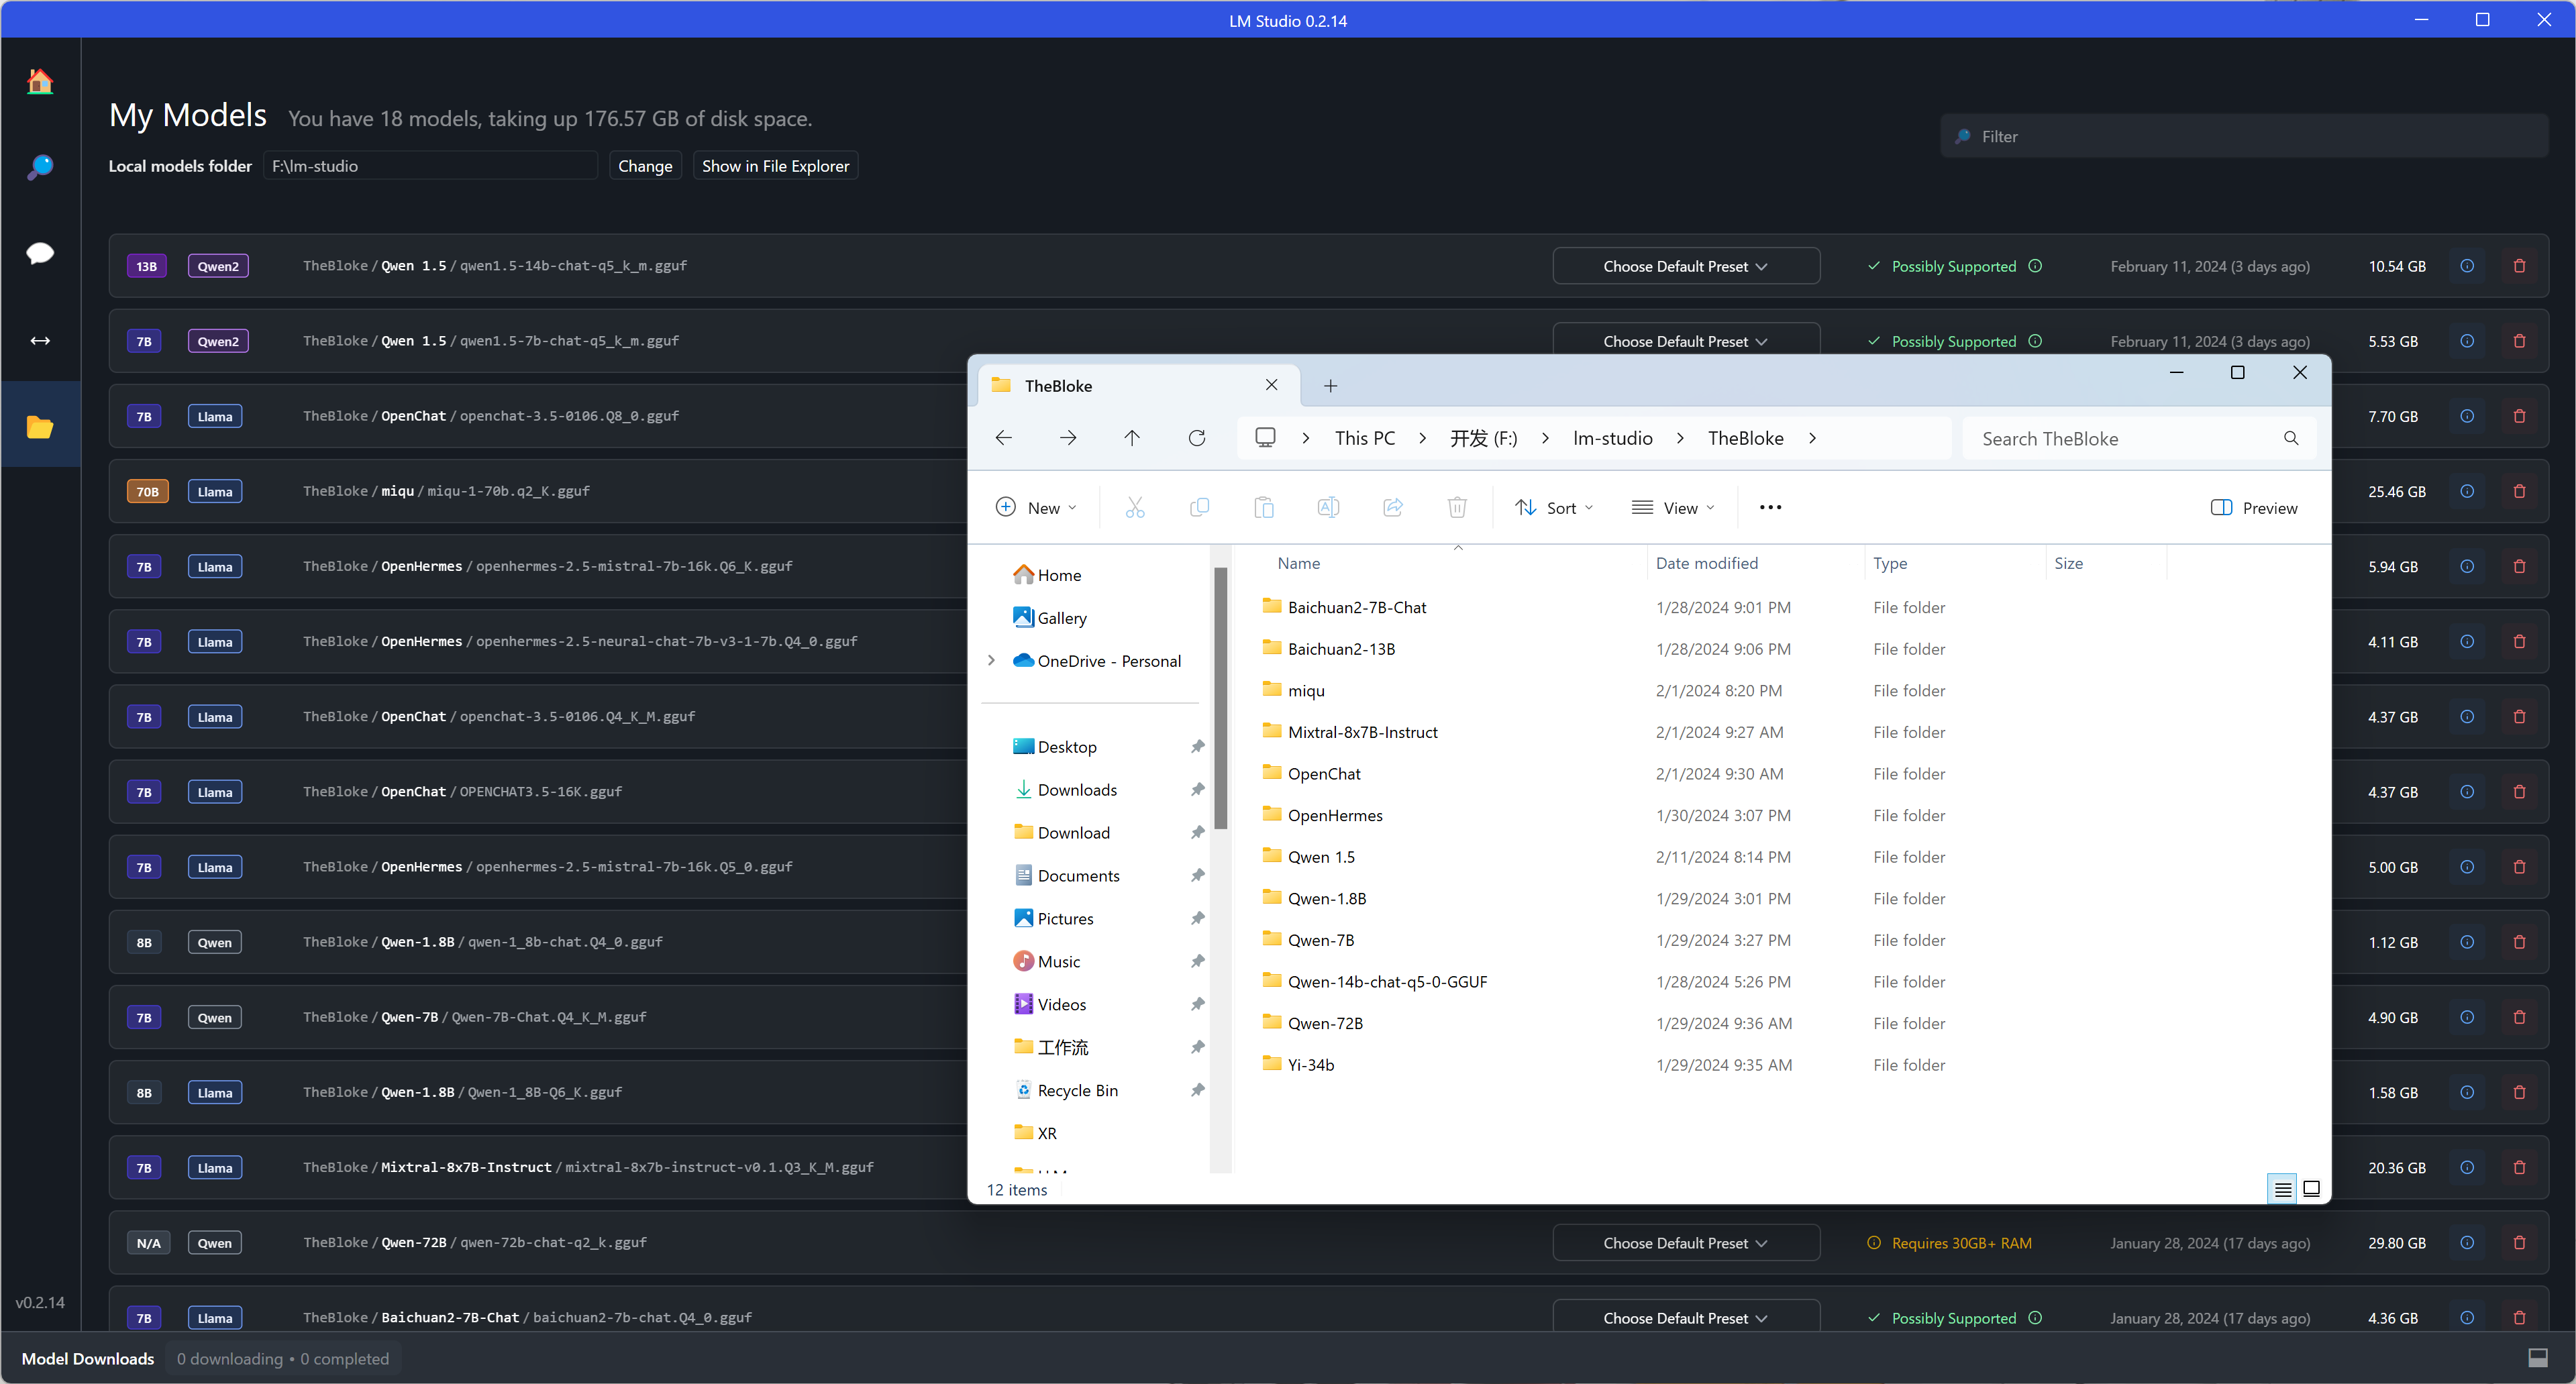 LM Studio 0.2.14
My Models You have 18 models, taking up 176.57 GB of disk space.
Filter
Local models folder F:\lm-studio Change Show in File Explorer
13B Qwen2 TheBloke/Qwen 1.5/qwen1.5-14b-chat-q5_k_m.gguf Choose Default Preset Possibly Supported February 11, 2024 (3 days ago) 10.54 GB
7B Qwen2 TheBloke/Qwen 1.5/qwen1.5-7b-chat-q5_k_m.gguf Choose Default Preset Possibly Supported February 11, 2024 (3 days ago) 5.53 GB
7B Llama TheBloke/OpenChat/openchat-3.5-0106.Q8_0.gguf 7.70 GB
70B Llama TheBloke/miqu/miqu-1-70b.q2_K.gguf 25.46 GB
7B Llama TheBloke/OpenHermes/openhermes-2.5-mistral-7b-16k.Q6_K.gguf 5.94 GB
7B Llama TheBloke/OpenHermes/openhermes-2.5-neural-chat-7b-v3-1-7b.Q4_0.gguf 4.11 GB
7B Llama TheBloke/OpenChat/openchat-3.5-0106.Q4_K_M.gguf 4.37 GB
7B Llama TheBloke/OpenChat/OPENCHAT3.5-16K.gguf 4.37 GB
7B Llama TheBloke/OpenHermes/openhermes-2.5-mistral-7b-16k.Q5_0.gguf 5.00 GB
8B Qwen TheBloke/Qwen-1.8B/qwen-1_8b-chat.Q4_0.gguf 1.12 GB
7B Qwen TheBloke/Qwen-7B/Qwen-7B-Chat.Q4_K_M.gguf 4.90 GB
8B Llama TheBloke/Qwen-1.8B/Qwen-1_8B-Q6_K.gguf 1.58 GB
7B Llama TheBloke/Mixtral-8x7B-Instruct/mixtral-8x7b-instruct-v0.1.Q3_K_M.gguf 20.36 GB
N/A Qwen TheBloke/Qwen-72B/qwen-72b-chat-q2_k.gguf Choose Default Preset Requires 30GB+ RAM January 28, 2024 (17 days ago) 29.80 GB
7B Llama TheBloke/Baichuan2-7B-Chat/baichuan2-7b-chat.Q4_0.gguf Choose Default Preset Possibly Supported January 28, 2024 (17 days ago) 4.36 GB
v0.2.14
Model Downloads 0 downloading • 0 completed
TheBloke
This PC > 开发 (F:) > lm-studio > TheBloke >
Search TheBloke
New Sort View Preview
Home
Gallery
OneDrive - Personal
Desktop
Downloads
Download
Documents
Pictures
Music
Videos
工作流
Recycle Bin
XR
Name Date modified Type Size
Baichuan2-7B-Chat 1/28/2024 9:01 PM File folder
Baichuan2-13B 1/28/2024 9:06 PM File folder
miqu 2/1/2024 8:20 PM File folder
Mixtral-8x7B-Instruct 2/1/2024 9:27 AM File folder
OpenChat 2/1/2024 9:30 AM File folder
OpenHermes 1/30/2024 3:07 PM File folder
Qwen 1.5 2/11/2024 8:14 PM File folder
Qwen-1.8B 1/29/2024 3:01 PM File folder
Qwen-7B 1/29/2024 3:27 PM File folder
Qwen-14b-chat-q5-0-GGUF 1/28/2024 5:26 PM File folder
Qwen-72B 1/29/2024 9:36 AM File folder
Yi-34b 1/29/2024 9:35 AM File folder
12 items